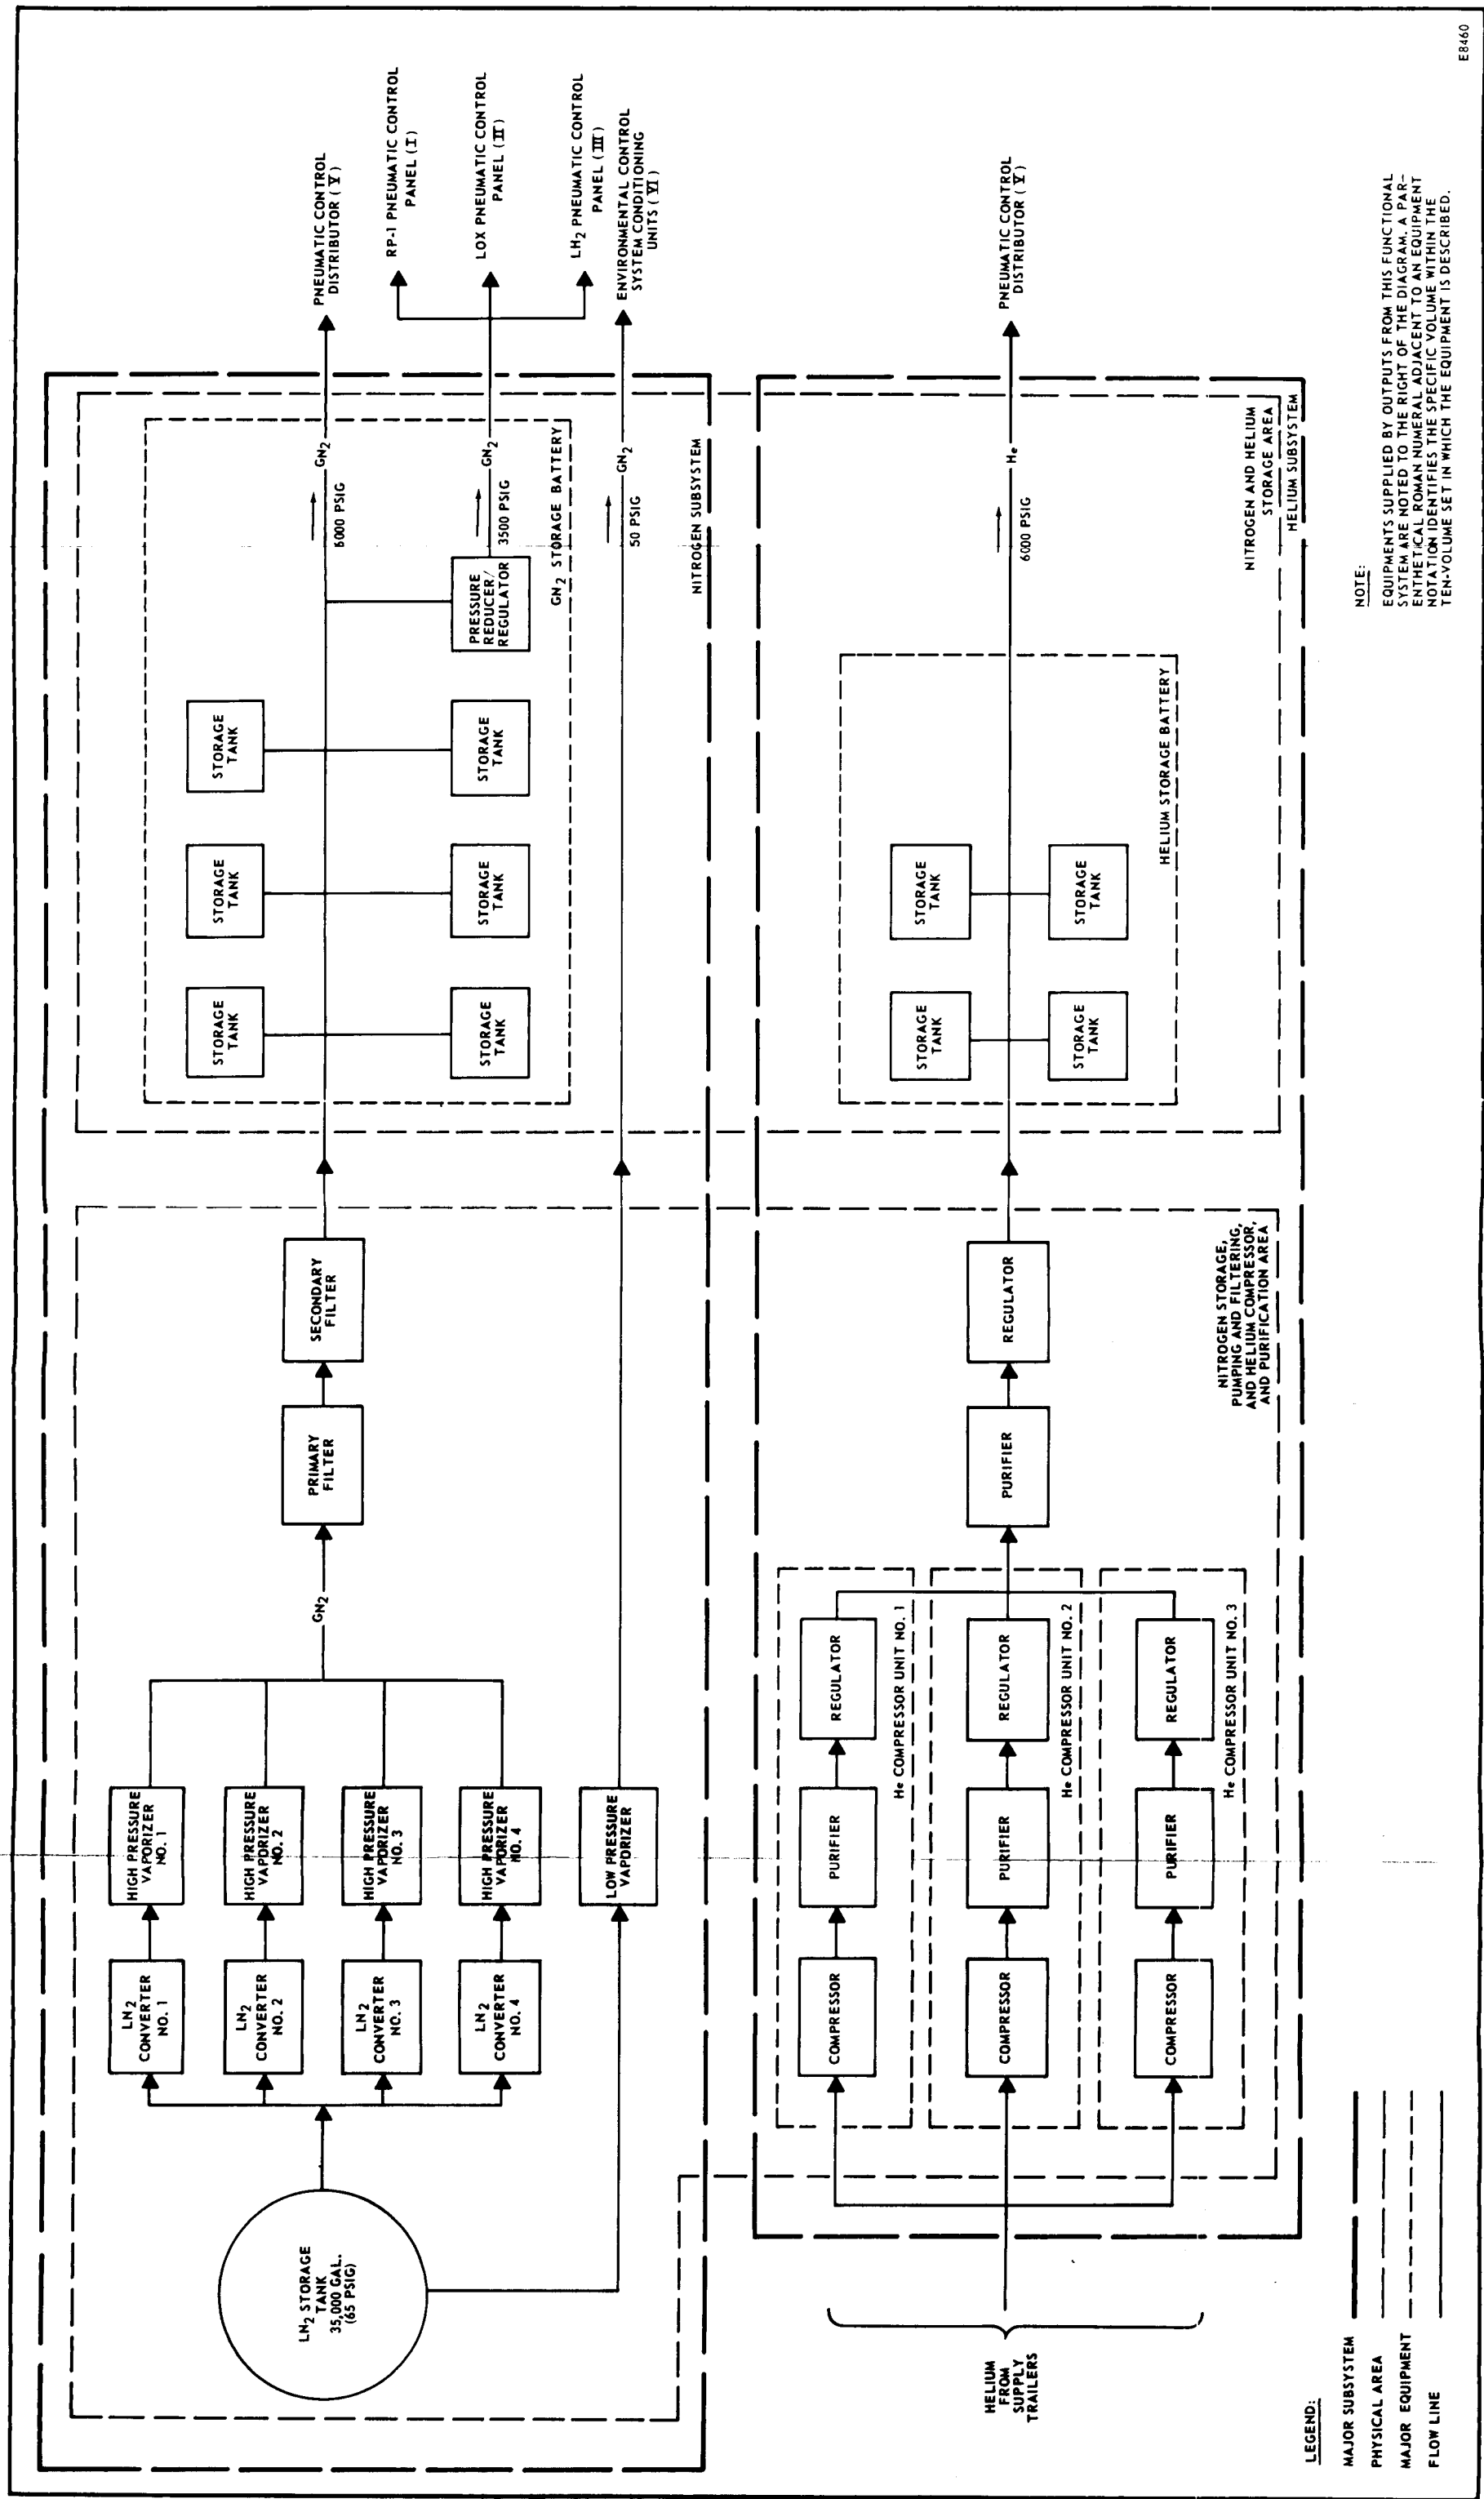 LN2 STORAGE
TANK
35,000 GAL.
(65 PSIG)
LN2
CONVERTER
NO. 1
LN2
CONVERTER
NO. 2
LN2
CONVERTER
NO. 3
LN2
CONVERTER
NO. 4
HIGH PRESSURE
VAPORIZER
NO. 1
HIGH PRESSURE
VAPORIZER
NO. 2
HIGH PRESSURE
VAPORIZER
NO. 3
HIGH PRESSURE
VAPORIZER
NO. 4
LOW PRESSURE
VAPORIZER
GN2
PRIMARY
FILTER
SECONDARY
FILTER
STORAGE
TANK
STORAGE
TANK
STORAGE
TANK
STORAGE
TANK
STORAGE
TANK
STORAGE
TANK
PRESSURE
REDUCER/
REGULATOR
6000 PSIG
GN2
3500 PSIG
GN2
GN2 STORAGE BATTERY
50 PSIG
GN2
NITROGEN SUBSYSTEM
PNEUMATIC CONTROL
DISTRIBUTOR (V)
RP-1 PNEUMATIC CONTROL
PANEL (I)
LOX PNEUMATIC CONTROL
PANEL (II)
LH2 PNEUMATIC CONTROL
PANEL (III)
ENVIRONMENTAL CONTROL
SYSTEM CONDITIONING
UNITS (VI)
HELIUM
FROM
SUPPLY
TRAILERS
COMPRESSOR
PURIFIER
REGULATOR
He COMPRESSOR UNIT NO. 1
COMPRESSOR
PURIFIER
REGULATOR
He COMPRESSOR UNIT NO. 2
COMPRESSOR
PURIFIER
REGULATOR
He COMPRESSOR UNIT NO. 3
PURIFIER
REGULATOR
NITROGEN STORAGE,
PUMPING AND FILTERING,
AND HELIUM COMPRESSOR,
AND PURIFICATION AREA
STORAGE
TANK
STORAGE
TANK
STORAGE
TANK
STORAGE
TANK
HELIUM STORAGE BATTERY
6000 PSIG
He
NITROGEN AND HELIUM
STORAGE AREA
HELIUM SUBSYSTEM
PNEUMATIC CONTROL
DISTRIBUTOR (V)
LEGEND:
MAJOR SUBSYSTEM
PHYSICAL AREA
MAJOR EQUIPMENT
FLOW LINE
NOTE:
EQUIPMENTS SUPPLIED BY OUTPUTS FROM THIS FUNCTIONAL
SYSTEM ARE NOTED TO THE RIGHT OF THE DIAGRAM. A PAR-
ENTHETICAL ROMAN NUMERAL ADJACENT TO AN EQUIPMENT
NOTATION IDENTIFIES THE SPECIFIC VOLUME WITHIN THE
TEN-VOLUME SET IN WHICH THE EQUIPMENT IS DESCRIBED.
E8460